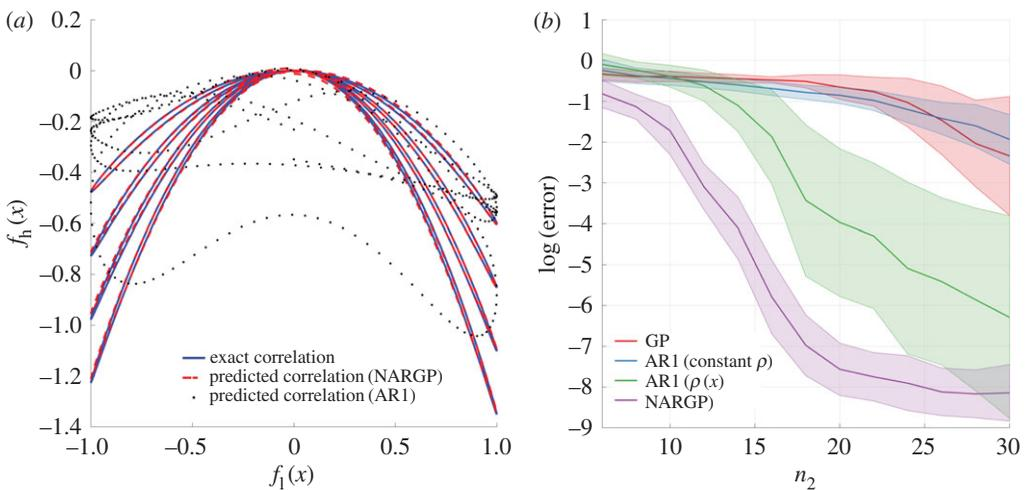 (a)
0.2
0
−0.2
−0.4
−0.6
−0.8
−1.0
−1.2
−1.4
fh(x)
exact correlation
predicted correlation (NARGP)
predicted correlation (AR1)
−1.0 −0.5 0 0.5 1.0
fl(x)
(b)
1
0
−1
−2
−3
−4
−5
−6
−7
−8
−9
log (error)
GP
AR1 (constant ρ)
AR1 (ρ (x)
NARGP)
10 15 20 25 30
n2